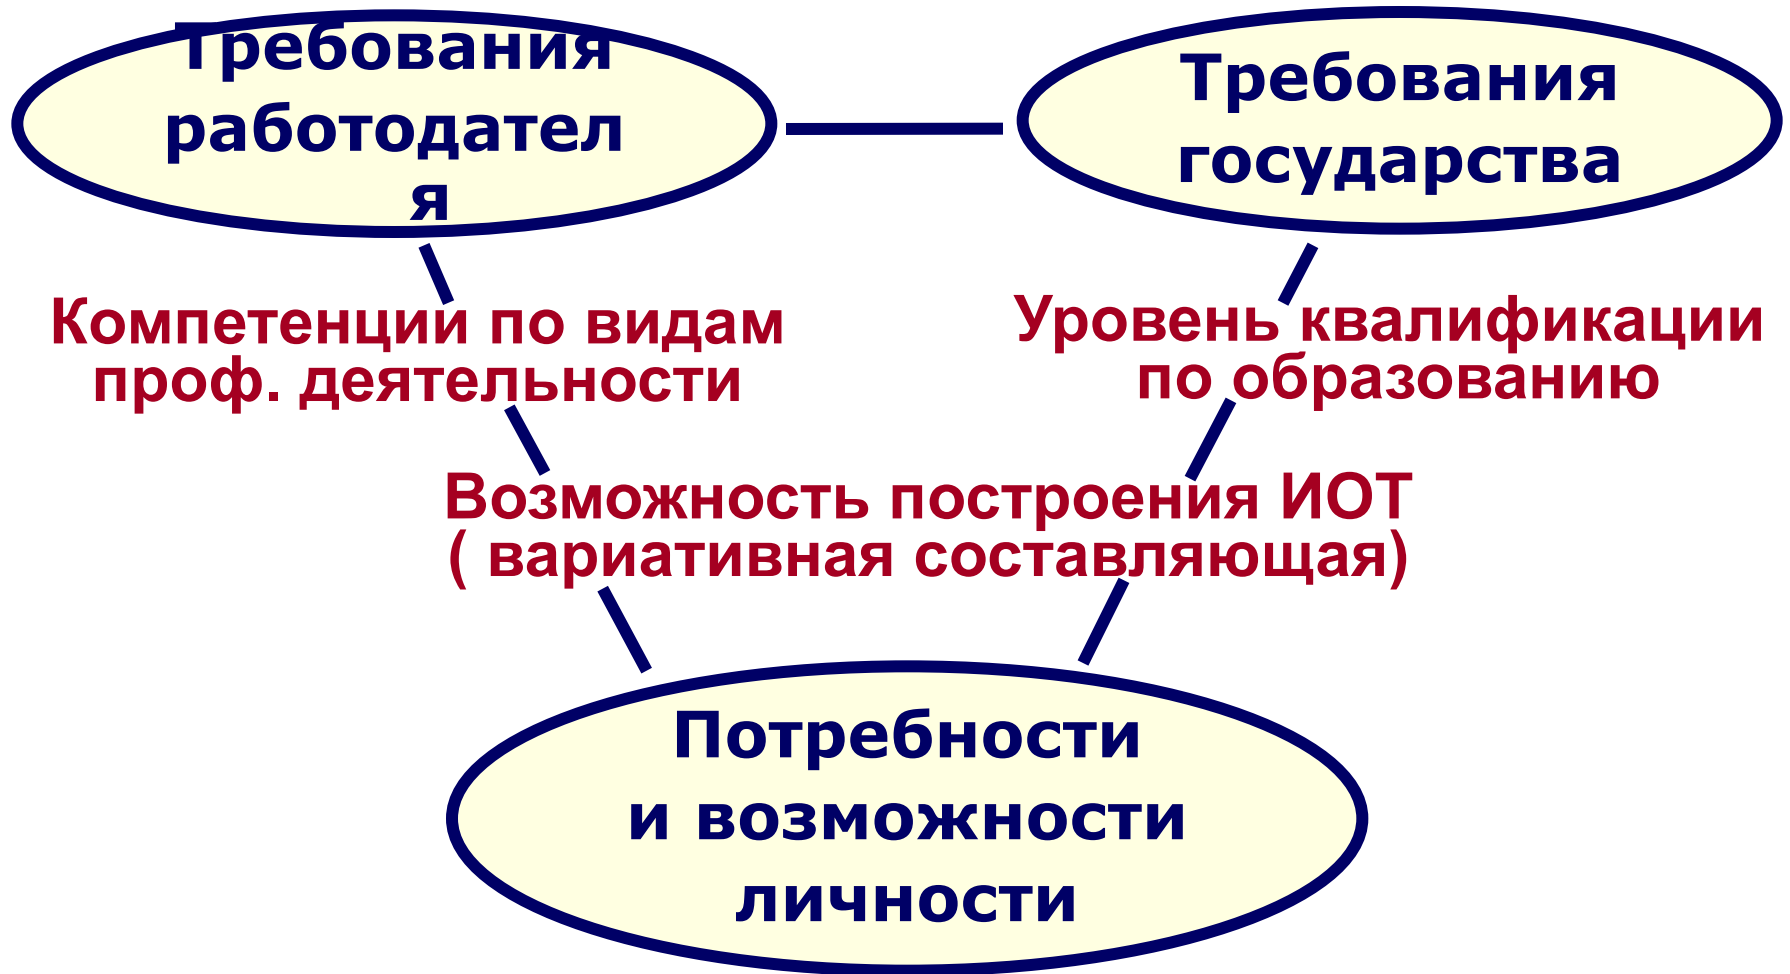 Требования
работодател
я
Требования
государства
Компетенции по видам
проф. деятельности
Уровень квалификации
по образованию
Возможность построения ИОТ
( вариативная составляющая)
Потребности
и возможности
личности